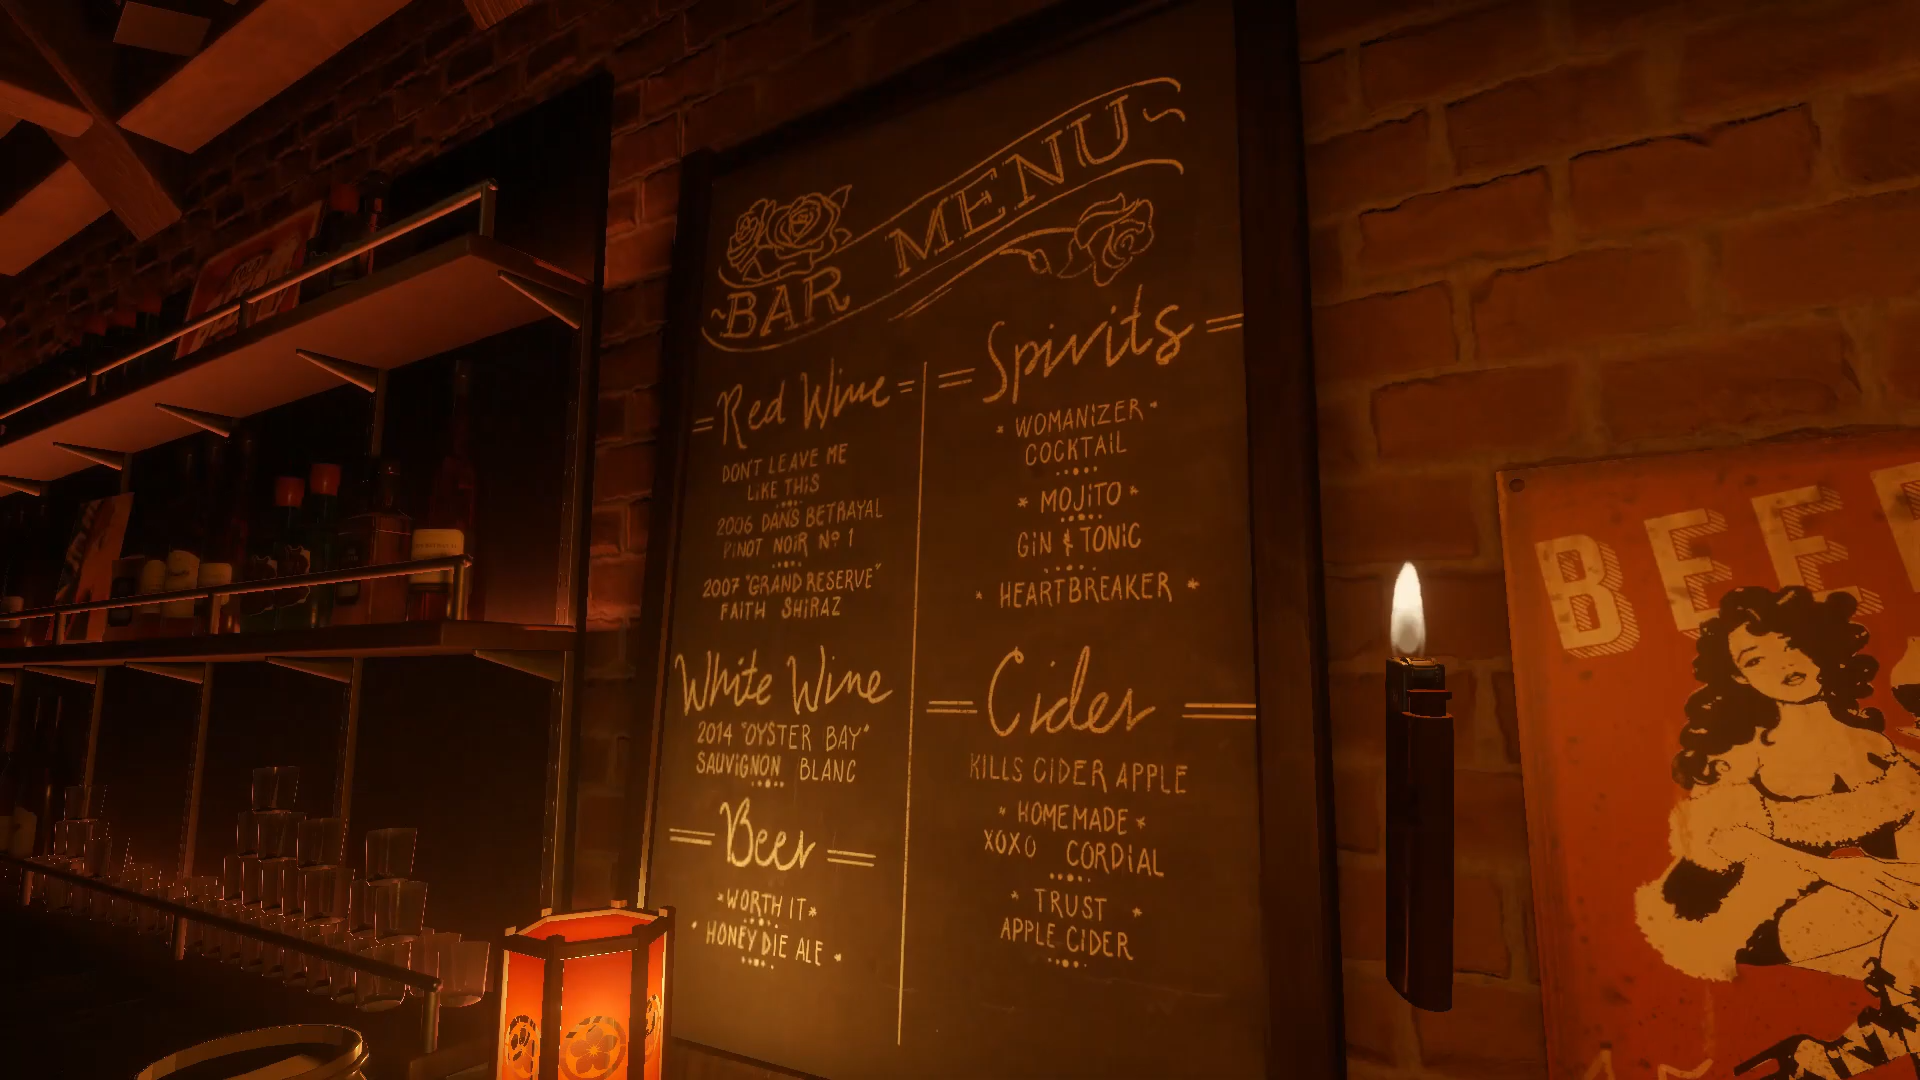 BAR MENU
Red Wine
DON'T LEAVE ME
LIKE THIS
2006 DAN'S BETRAYAL
PINOT NOIR Nº 1
2007 "GRAND RESERVE"
FAITH SHIRAZ
White Wine
2014 "OYSTER BAY"
SAUVIGNON BLANC
Beer
WORTH IT
HONEY DIE ALE
Spirits
WOMANIZER
COCKTAIL
MOJITO
GIN & TONIC
HEARTBREAKER
Cider
KILLS CIDER APPLE
HOMEMADE
XOXO CORDIAL
TRUST
APPLE CIDER